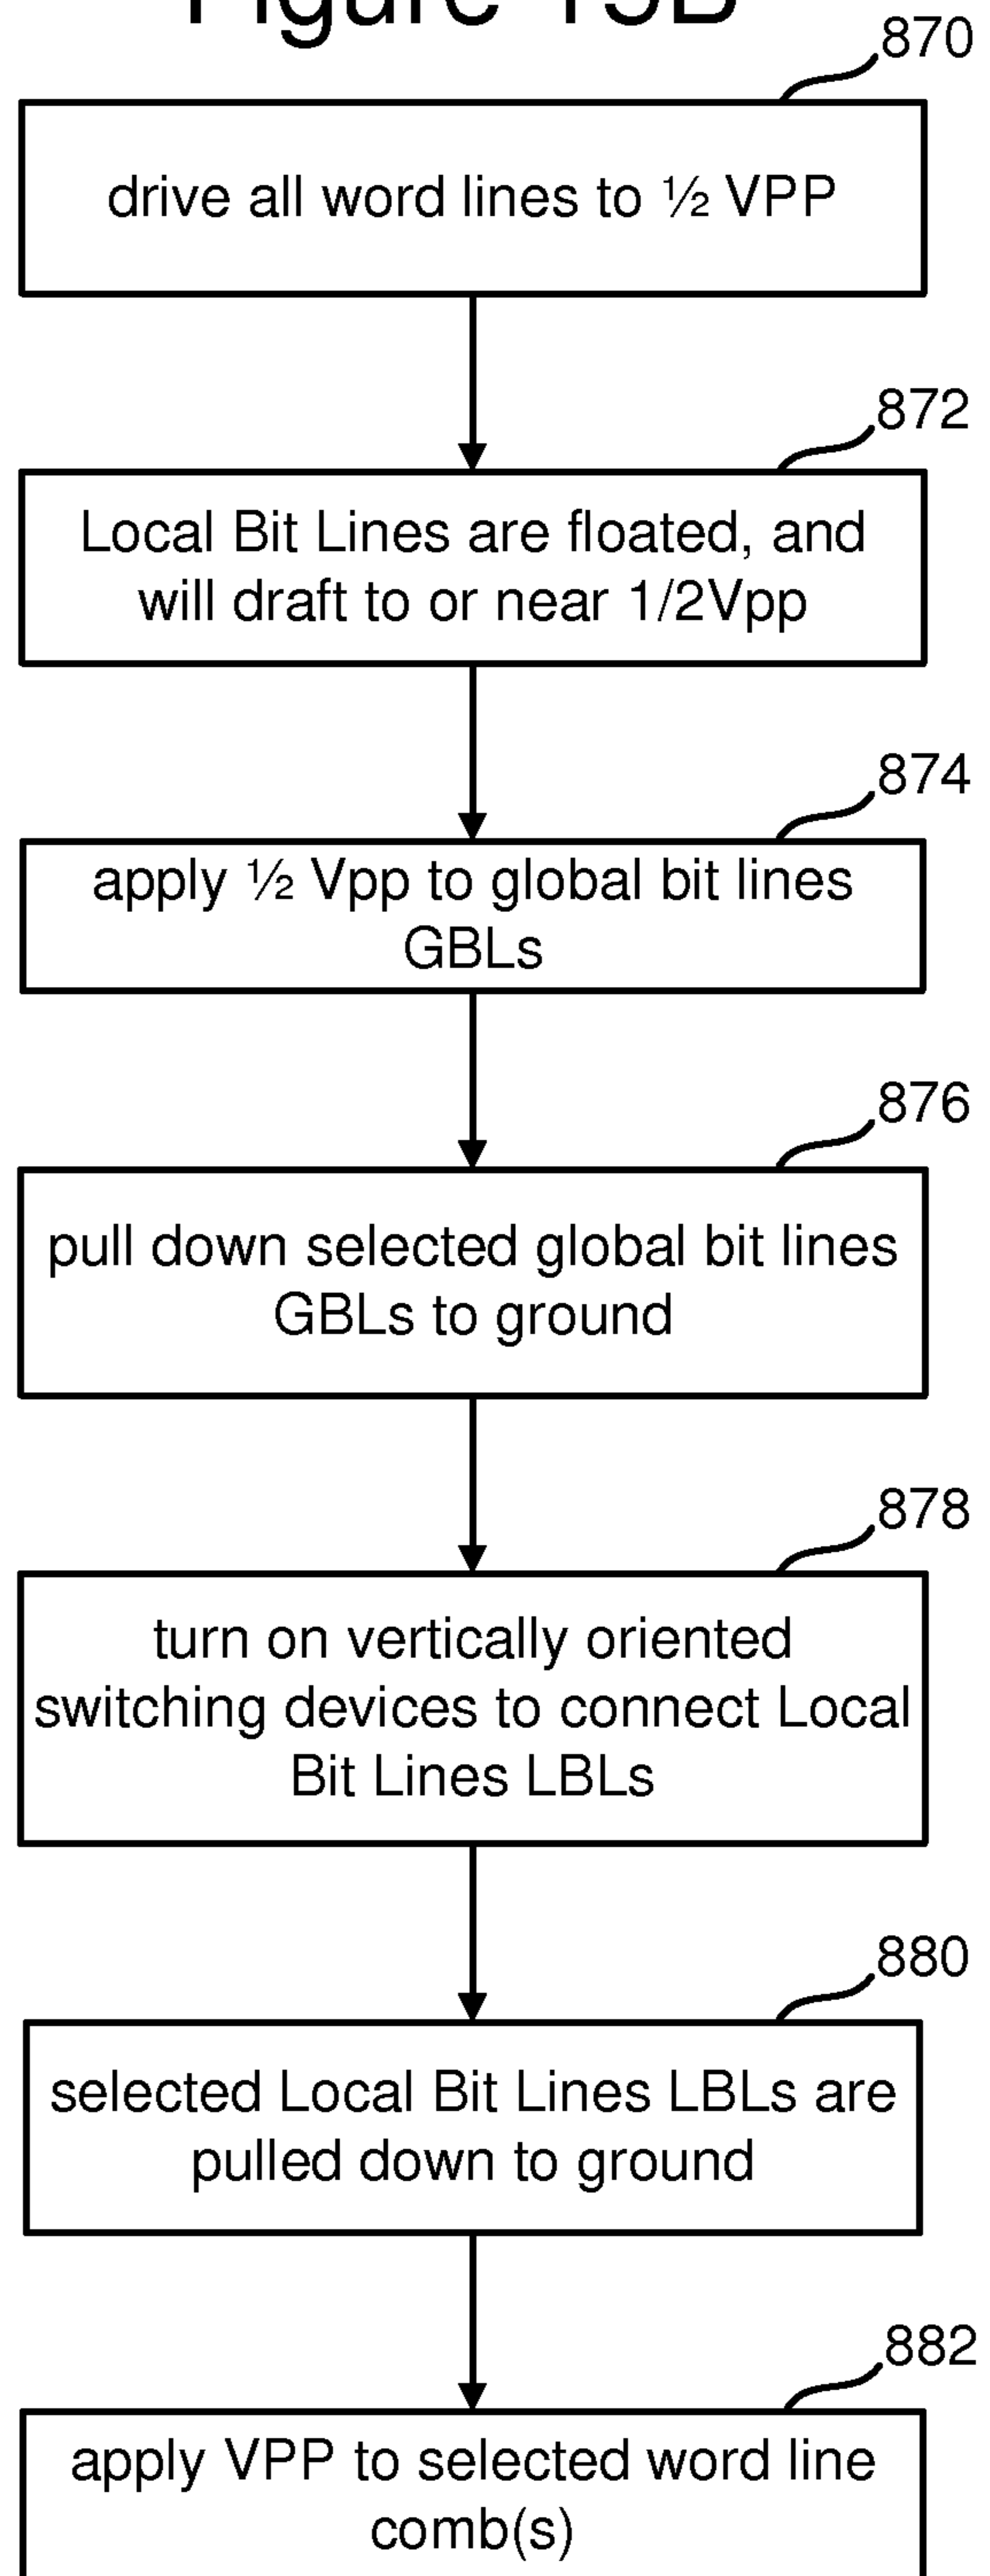 Figure 15B
870
drive all word lines to ½ VPP
872
Local Bit Lines are floated, and
will draft to or near 1/2Vpp
874
apply ½ Vpp to global bit lines
GBLs
876
pull down selected global bit lines
GBLs to ground
878
turn on vertically oriented
switching devices to connect Local
Bit Lines LBLs
880
selected Local Bit Lines LBLs are
pulled down to ground
882
apply VPP to selected word line
comb(s)